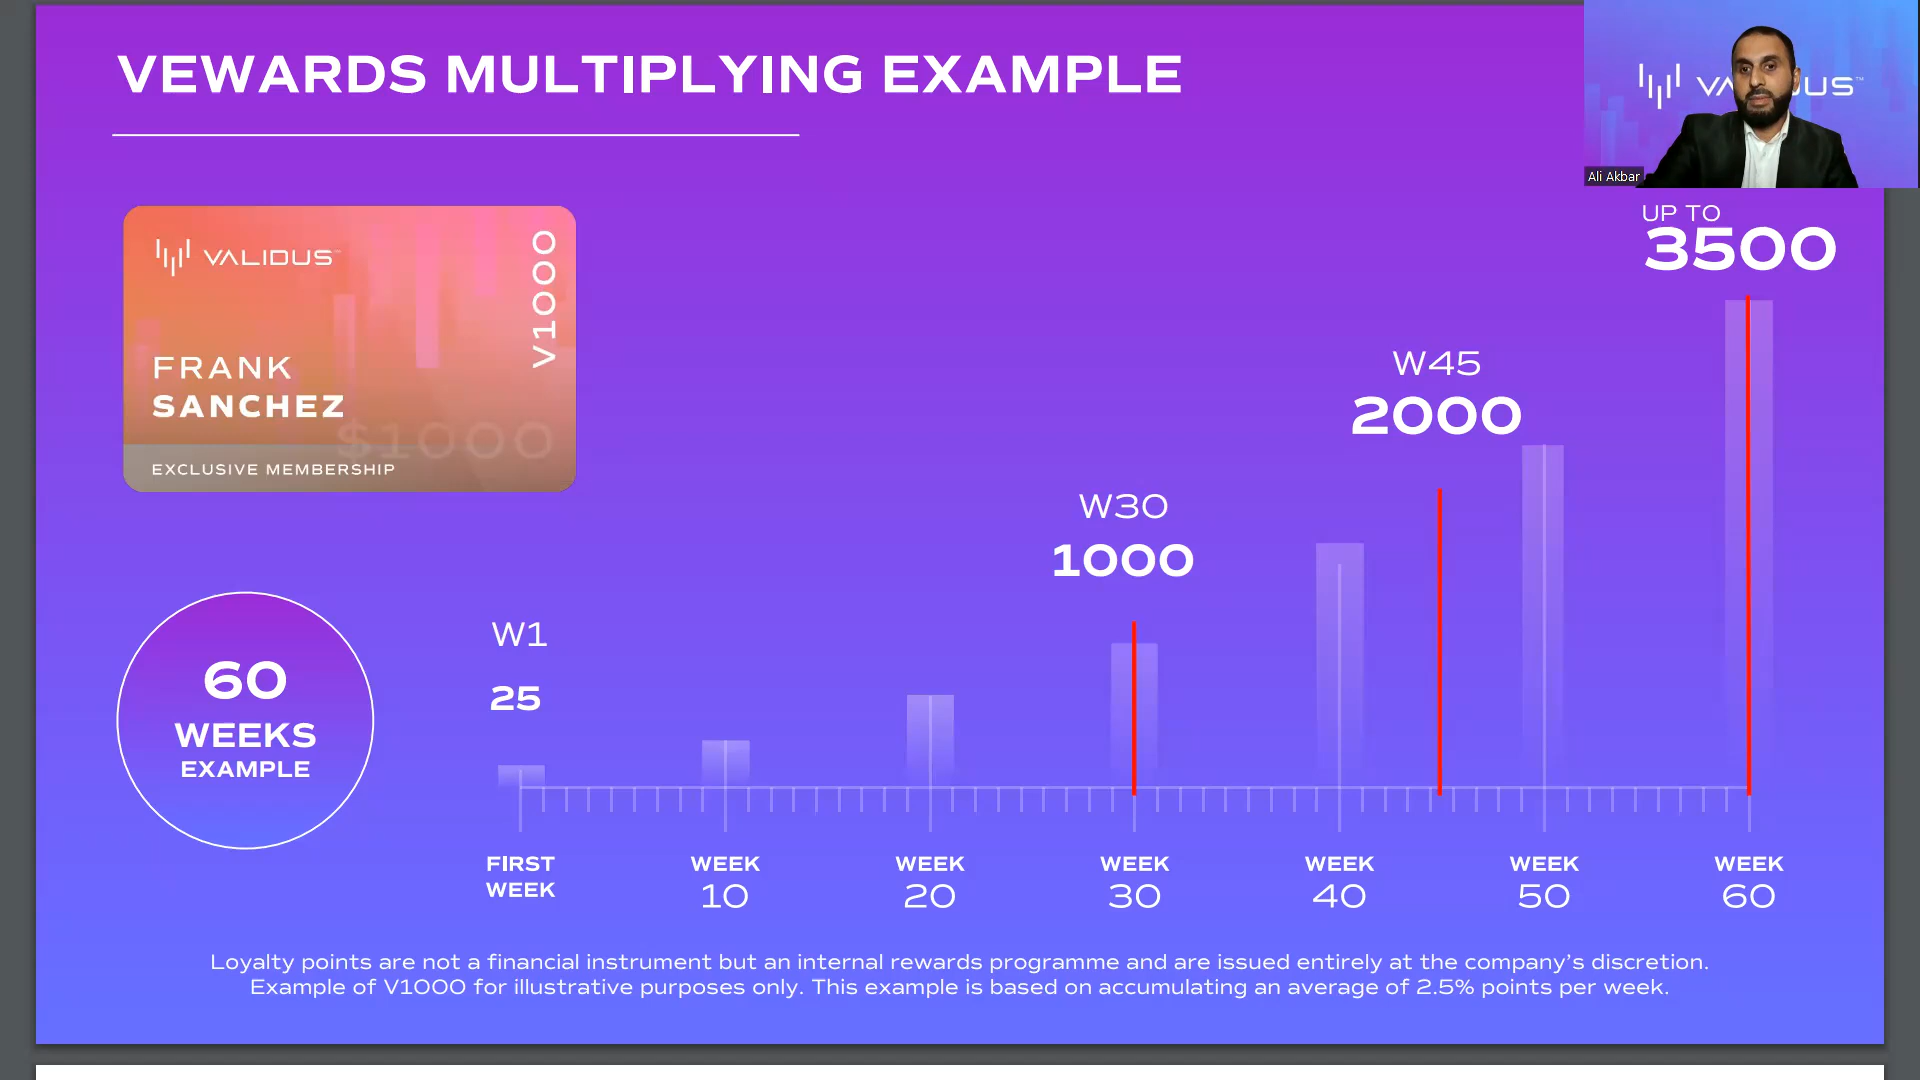 VEWARDS MULTIPLYING EXAMPLE
VALIDUS™
Ali Akbar
VALIDUS
V1000
FRANK
SANCHEZ
$1000
EXCLUSIVE MEMBERSHIP
60
WEEKS
EXAMPLE
W1
25
W30
1000
W45
2000
UP TO
3500
FIRST
WEEK
WEEK
10
WEEK
20
WEEK
30
WEEK
40
WEEK
50
WEEK
60
Loyalty points are not a financial instrument but an internal rewards programme and are issued entirely at the company's discretion.
Example of V1000 for illustrative purposes only. This example is based on accumulating an average of 2.5% points per week.